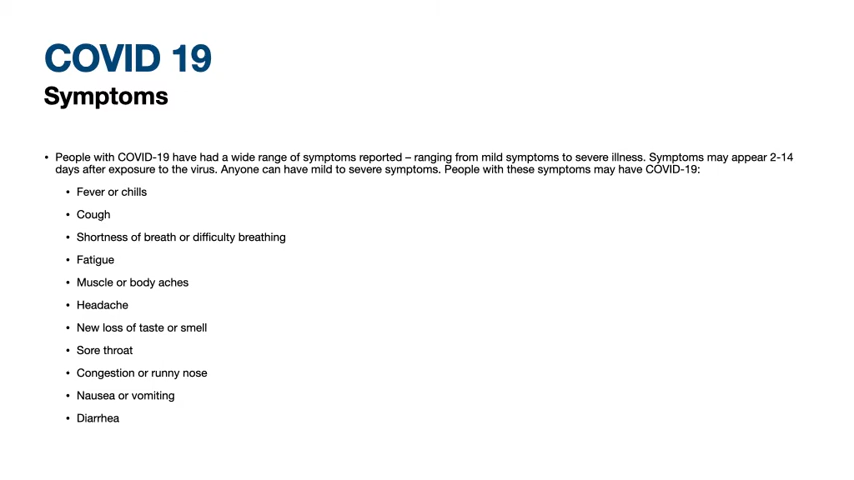 COVID 19
Symptoms
• People with COVID-19 have had a wide range of symptoms reported – ranging from mild symptoms to severe illness. Symptoms may appear 2-14
days after exposure to the virus. Anyone can have mild to severe symptoms. People with these symptoms may have COVID-19:
• Fever or chills
• Cough
• Shortness of breath or difficulty breathing
• Fatigue
• Muscle or body aches
• Headache
• New loss of taste or smell
• Sore throat
• Congestion or runny nose
• Nausea or vomiting
• Diarrhea